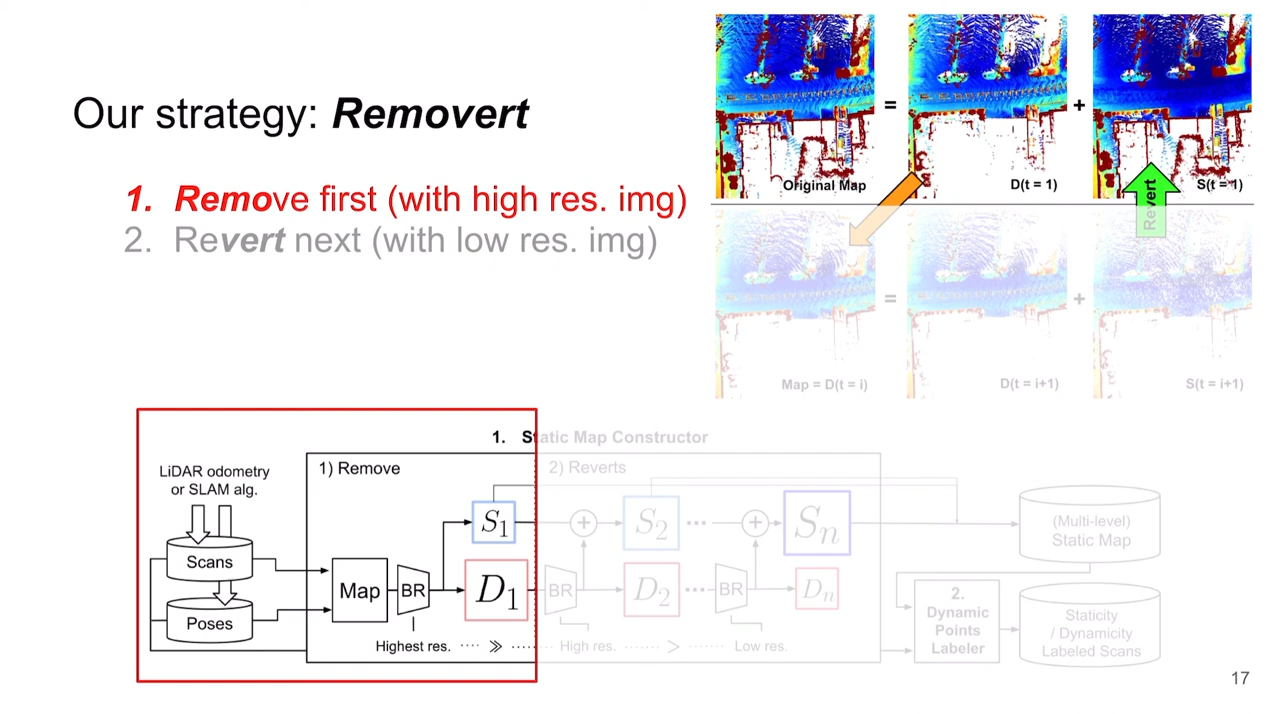 Our strategy: Removert
1. Remove first (with high res. img)
2. Revert next (with low res. img)
=
+
Original Map
D(t = 1)
S(t = 1)
Revert
=
+
Map = D(t = i)
D(t = i+1)
S(t = i+1)
1. Static Map Constructor
LiDAR odometry
or SLAM alg.
1) Remove
2) Reverts
Scans
Poses
Map
BR
S1
D1
BR
+
S2
D2
...
...
BR
+
Sn
Dn
Highest res. ···· ≫ ······ High res. ······· > ······· Low res.
(Multi-level)
Static Map
2.
Dynamic
Points
Labeler
Staticity
/ Dynamicity
Labeled Scans
17